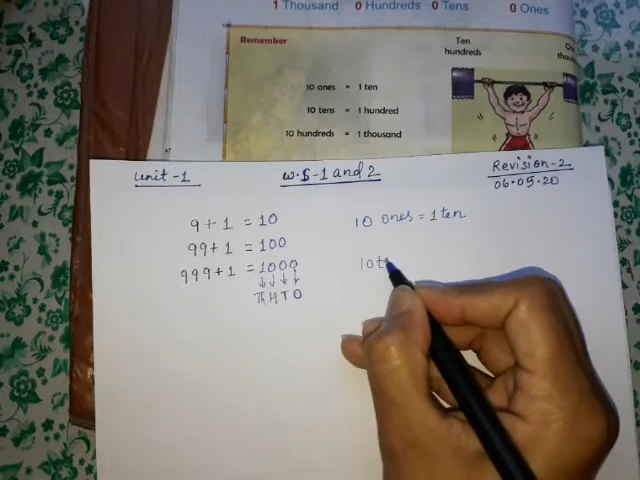 1 Thousand 0 Hundreds 0 Tens 0 Ones
Remember
Ten
hundreds
10 ones = 1 ten
10 tens = 1 hundred
10 hundreds = 1 thousand
Unit-1
W.S-1 and 2
Revision-2
06.05.20
9+1 = 10
99+1 = 100
999+1 = 1000
TH H T O
10 ones = 1 ten
10 t